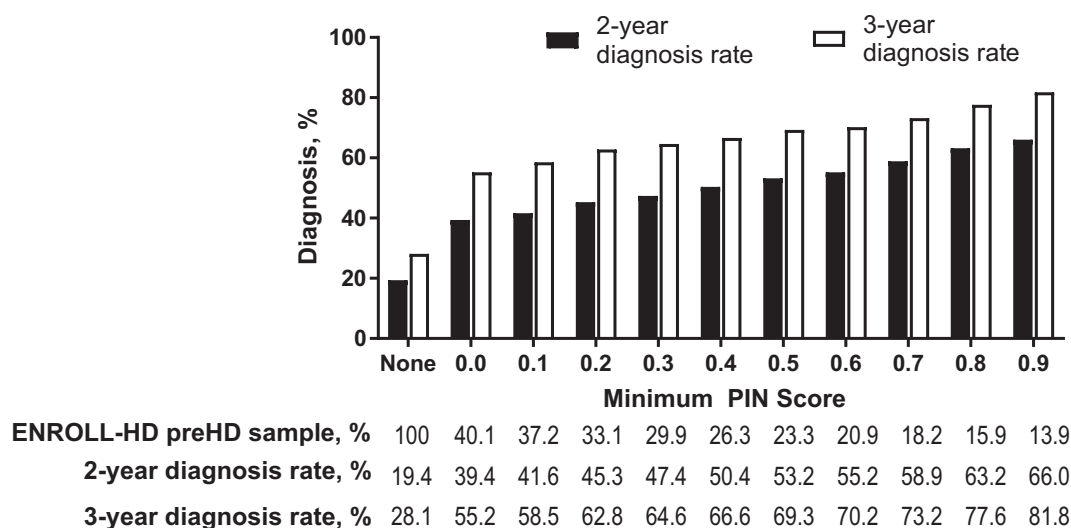 2-year
diagnosis rate
3-year
diagnosis rate
100
80
60
40
20
0
Diagnosis, %
None 0.0 0.1 0.2 0.3 0.4 0.5 0.6 0.7 0.8 0.9
Minimum PIN Score
ENROLL-HD preHD sample, % 100 40.1 37.2 33.1 29.9 26.3 23.3 20.9 18.2 15.9 13.9
2-year diagnosis rate, % 19.4 39.4 41.6 45.3 47.4 50.4 53.2 55.2 58.9 63.2 66.0
3-year diagnosis rate, % 28.1 55.2 58.5 62.8 64.6 66.6 69.3 70.2 73.2 77.6 81.8